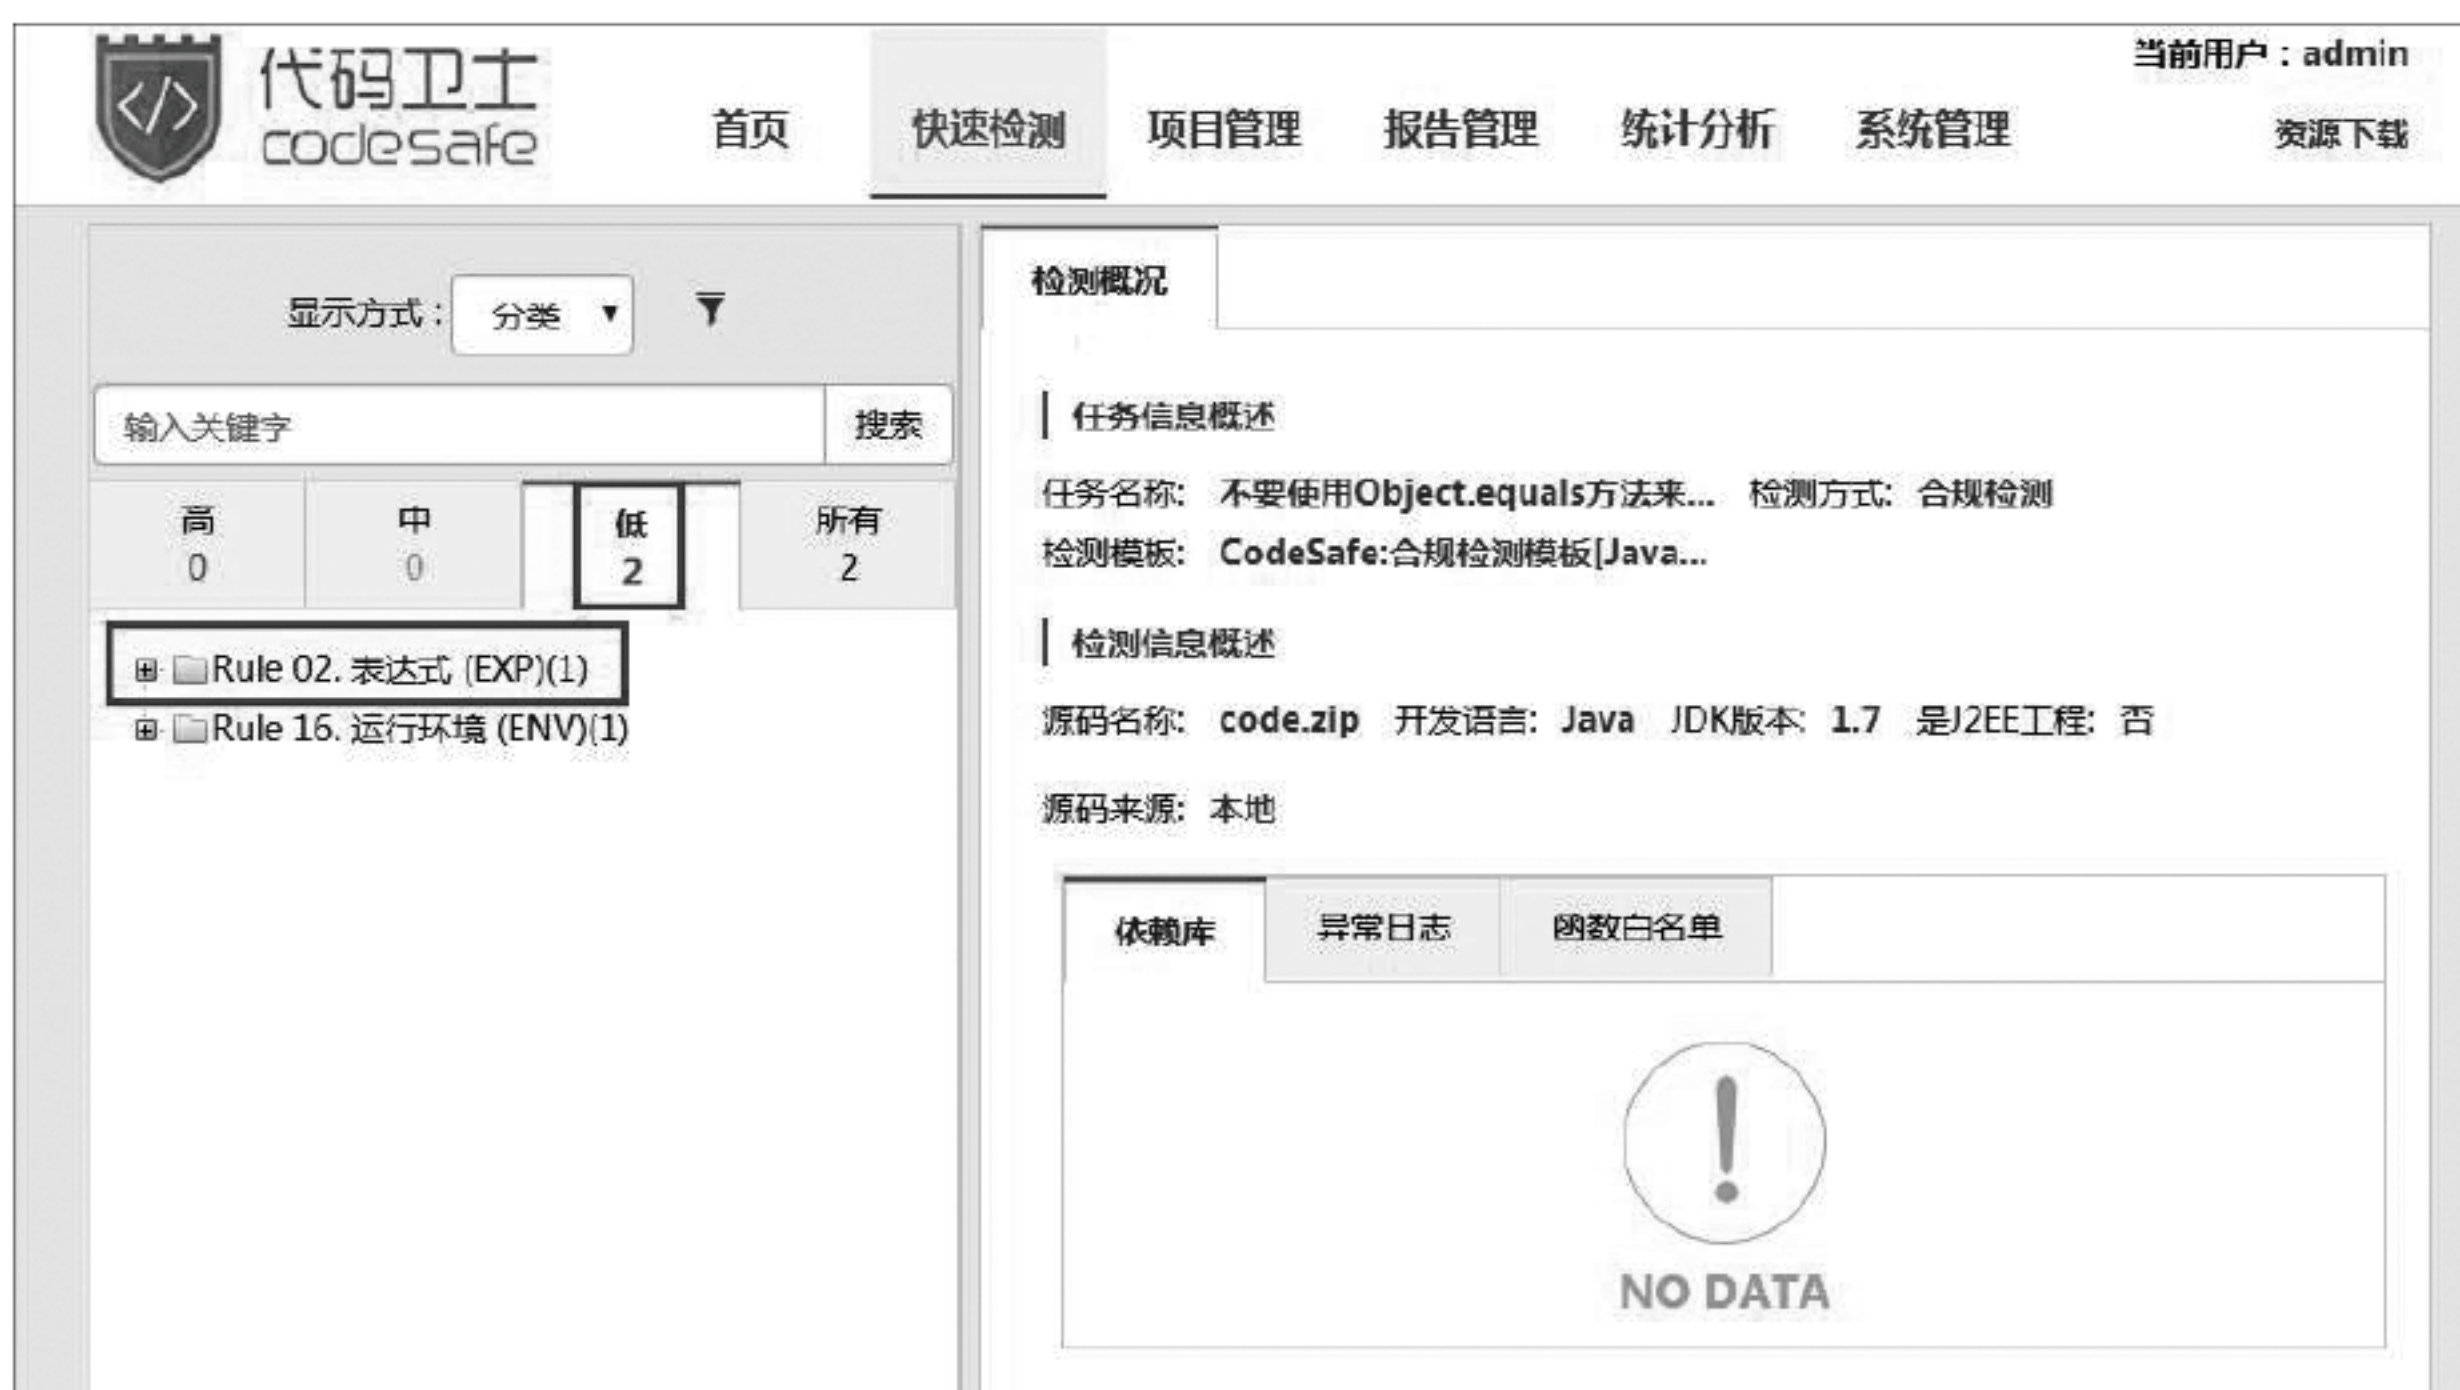 当前用户：admin
代码卫士
codesafe
首页 快速检测 项目管理 报告管理 统计分析 系统管理 资源下载
显示方式： 分类
输入关键字 搜索
高 中 低 所有
0 0 2 2
Rule 02. 表达式 (EXP)(1)
Rule 16. 运行环境 (ENV)(1)
检测概况
任务信息概述
任务名称: 不要使用Object.equals方法来... 检测方式: 合规检测
检测模板: CodeSafe:合规检测模板[Java...
检测信息概述
源码名称: code.zip 开发语言: Java JDK版本: 1.7 是J2EE工程: 否
源码来源: 本地
依赖库 异常日志 函数白名单
NO DATA